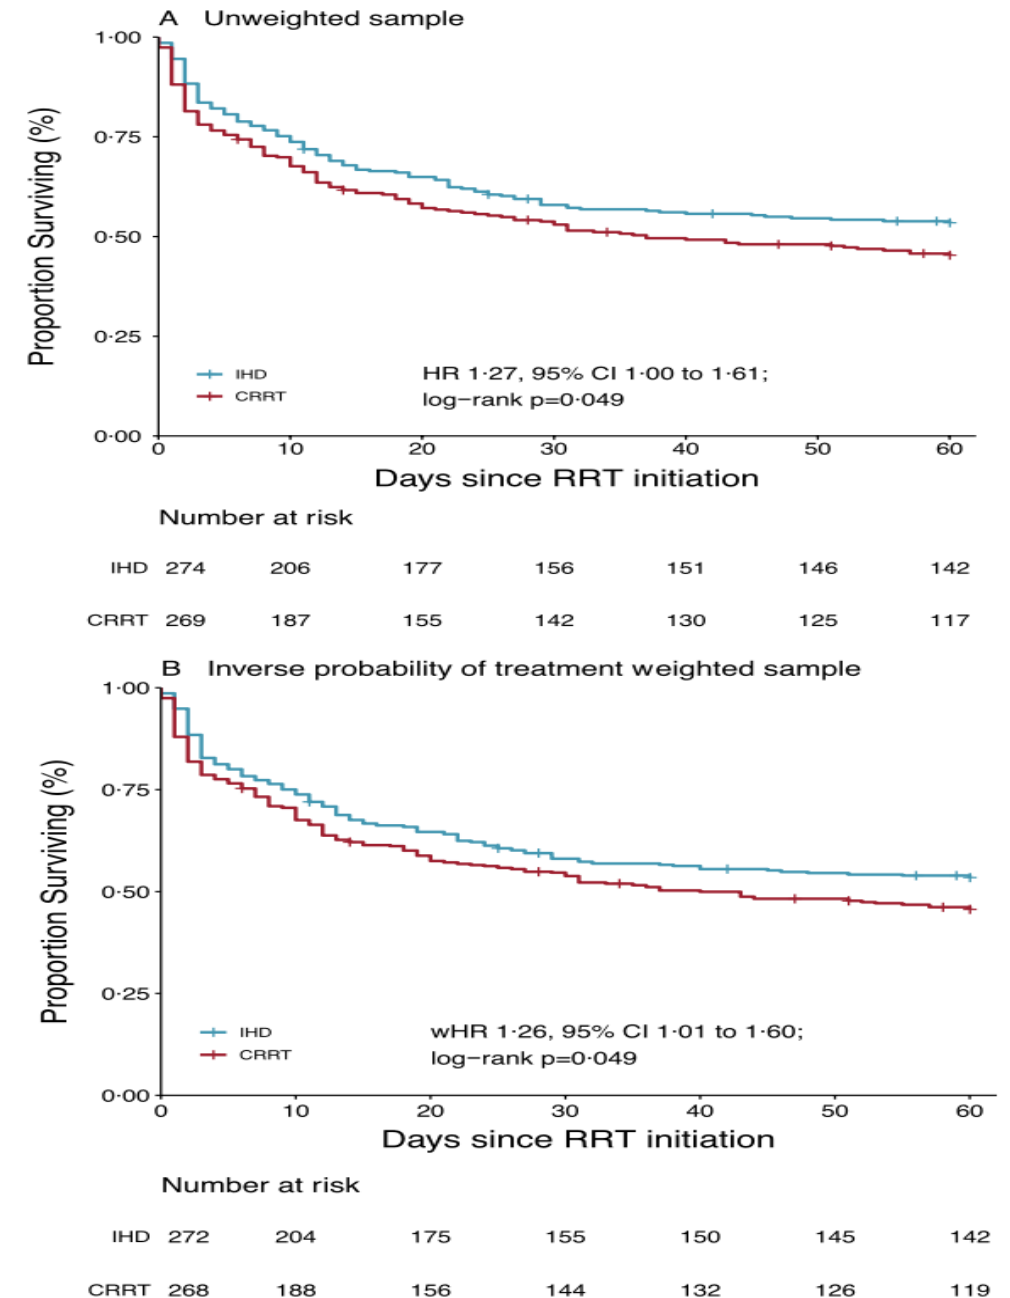 A Unweighted sample
Proportion Surviving (%)
1·00
0·75
0·50
0·25
0·00
IHD
CRRT
HR 1·27, 95% CI 1·00 to 1·61;
log−rank p=0·049
0 10 20 30 40 50 60
Days since RRT initiation
Number at risk
IHD 274 206 177 156 151 146 142
CRRT 269 187 155 142 130 125 117
B Inverse probability of treatment weighted sample
Proportion Surviving (%)
1·00
0·75
0·50
0·25
0·00
IHD
CRRT
wHR 1·26, 95% CI 1·01 to 1·60;
log−rank p=0·049
0 10 20 30 40 50 60
Days since RRT initiation
Number at risk
IHD 272 204 175 155 150 145 142
CRRT 268 188 156 144 132 126 119